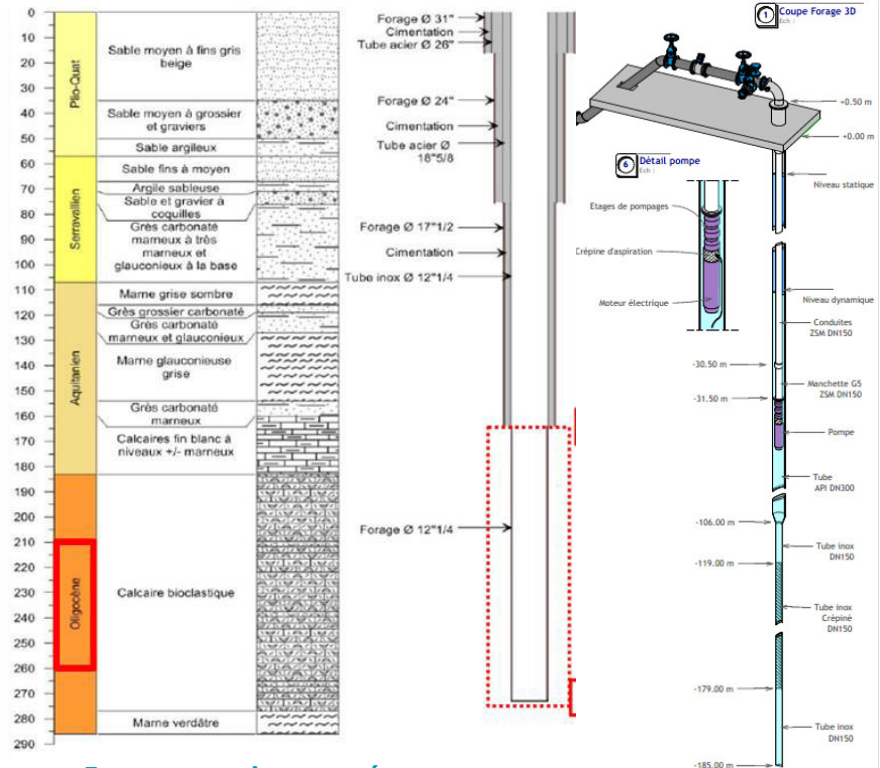 0
10
20
30
40
50
60
70
80
90
100
110
120
130
140
150
160
170
180
190
200
210
220
230
240
250
260
270
280
290
Plio-Quat
Serravallien
Aquitanien
Oligocène
Sable moyen à fins gris
beige
Sable moyen à grossier
et graviers
Sable argileux
Sable fins à moyen
Argile sableuse
Sable et gravier à
coquilles
Grès carbonaté
marneux à très
marneux et
glauconieux à la base
Marne grise sombre
Grès grossier carbonaté
Grès carbonaté
marneux et glauconieux
Marne glauconieuse
grise
Grès carbonaté
marneux
Calcaires fin blanc à
niveaux +/- marneux
Calcaire bioclastique
Marne verdâtre
Forage Ø 31"
Cimentation
Tube acier Ø 26"
Forage Ø 24"
Cimentation
Tube acier Ø
18"5/8
Forage Ø 17"1/2
Cimentation
Tube inox Ø 12"1/4
Forage Ø 12"1/4
1
Coupe Forage 3D
Ech :
+0.50 m
+0.00 m
Niveau statique
6
Détail pompe
Ech :
Etages de pompages
Crépine d'aspiration
Moteur électrique
Niveau dynamique
Conduites
ZSM DN150
-30.50 m
Manchette GS
ZSM DN150
-31.50 m
Pompe
Tube
API DN300
-106.00 m
Tube inox
DN150
-119.00 m
Tube inox
Crépiné
DN150
-179.00 m
Tube inox
DN150
-185.00 m